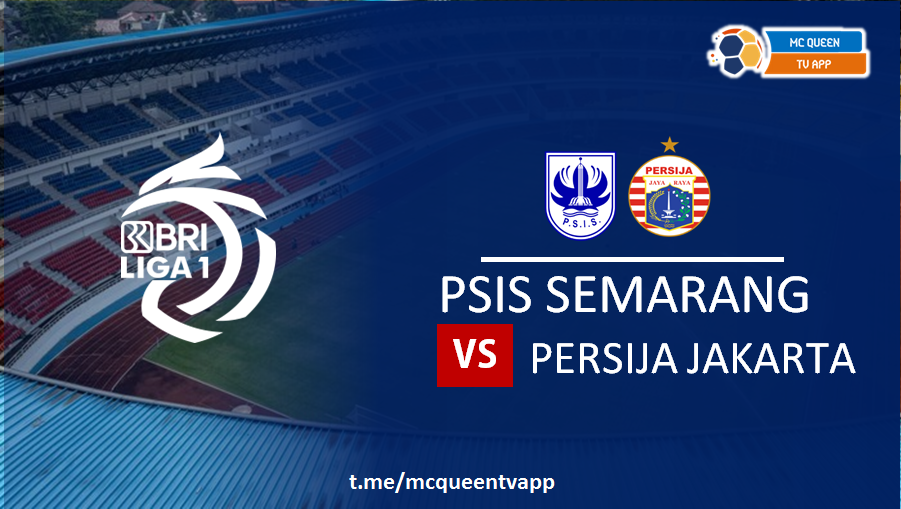 MC QUEEN
TV APP
BRI
LIGA 1
P.S.I.S.
PERSIJA
JAYA RAYA
PSIS SEMARANG
VS PERSIJA JAKARTA
t.me/mcqueentvapp